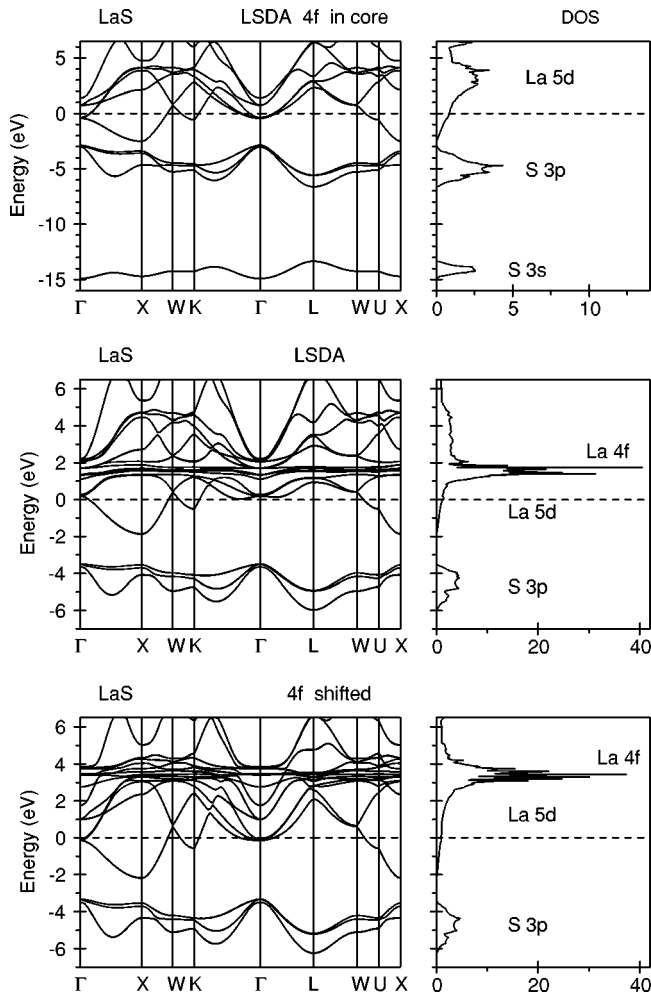 LaS LSDA 4f in core DOS
5
0
-5
-10
-15
Energy (eV)
La 5d
S 3p
S 3s
Γ X W K Γ L W U X
0 5 10
LaS LSDA
6
4
2
0
-2
-4
-6
Energy (eV)
La 4f
La 5d
S 3p
Γ X W K Γ L W U X
0 20 40
LaS 4f shifted
6
4
2
0
-2
-4
-6
Energy (eV)
La 4f
La 5d
S 3p
Γ X W K Γ L W U X
0 20 40